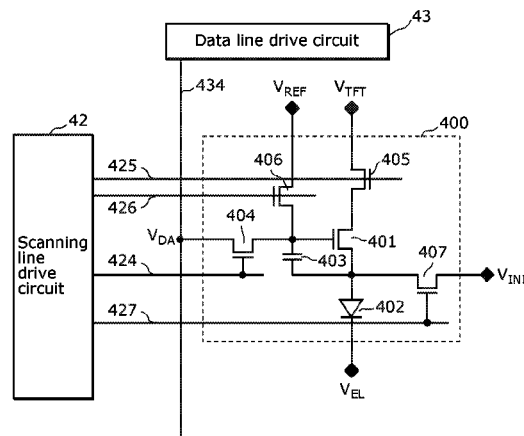 43
Data line drive circuit
434
V_REF
V_TFT
42
400
425
405
426
406
404
V_DA
401
Scanning
line
drive
circuit
403
407
424
V_INI
427
402
V_EL